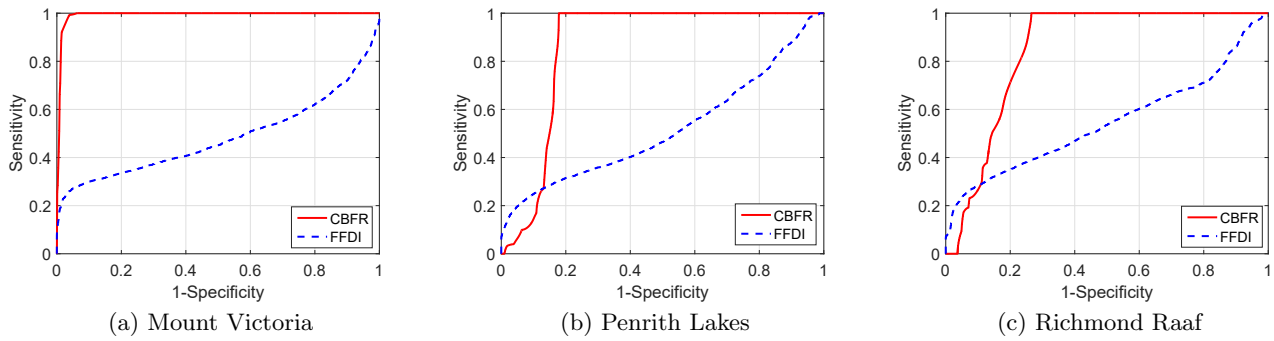 1
0.8
0.6
0.4
0.2
0
Sensitivity
0 0.2 0.4 0.6 0.8 1
1-Specificity
CBFR
FFDI
(a) Mount Victoria
1
0.8
0.6
0.4
0.2
0
Sensitivity
0 0.2 0.4 0.6 0.8 1
1-Specificity
CBFR
FFDI
(b) Penrith Lakes
1
0.8
0.6
0.4
0.2
0
Sensitivity
0 0.2 0.4 0.6 0.8 1
1-Specificity
CBFR
FFDI
(c) Richmond Raaf